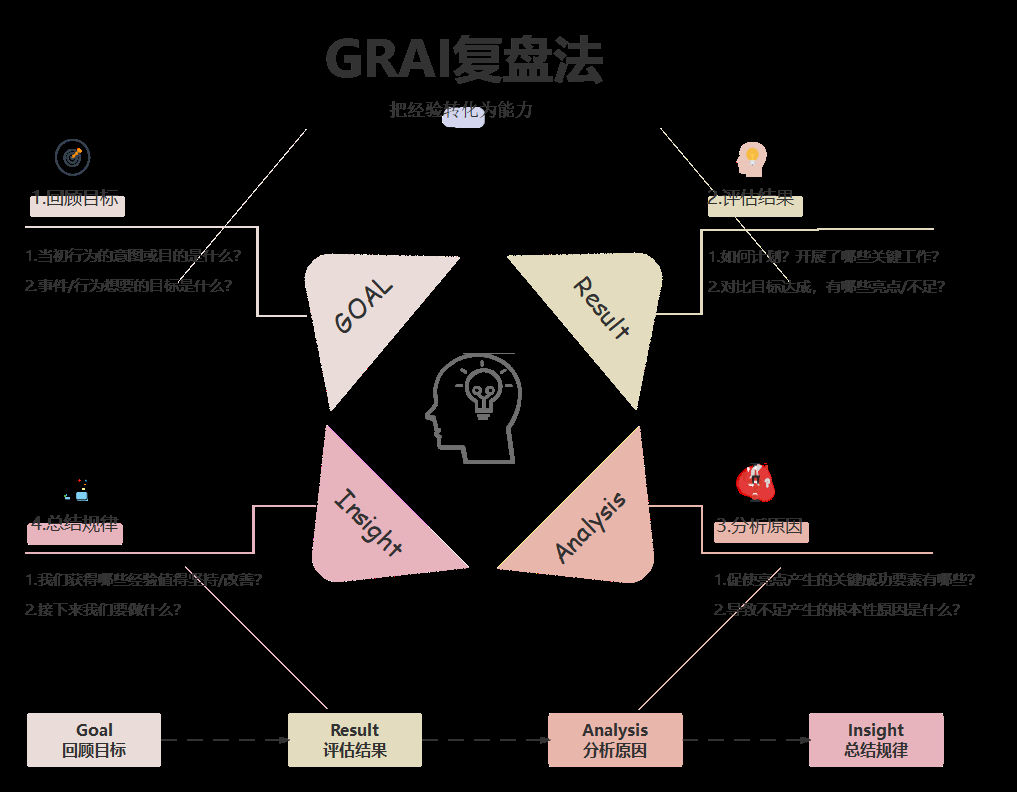 GRAI复盘法
把经验转化为能力
1.回顾目标
1.当初行为的意图或目的是什么?
2.事件/行为想要的目标是什么?
2.评估结果
1.如何计划? 开展了哪些关键工作?
2.对比目标达成,有哪些亮点/不足?
GOAL
Result
Insight
Analysis
4.总结规律
1.我们获得哪些经验值得坚持/改善?
2.接下来我们要做什么?
3.分析原因
1.促使亮点产生的关键成功要素有哪些?
2.导致不足产生的根本性原因是什么?
Goal
回顾目标
Result
评估结果
Analysis
分析原因
Insight
总结规律